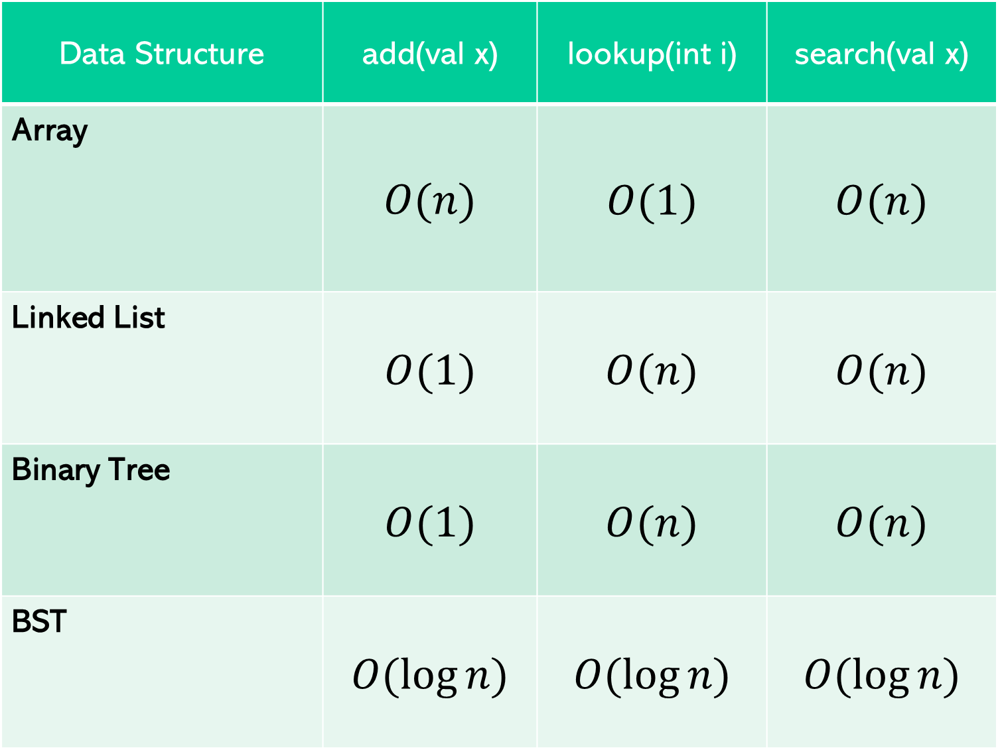 Data Structure add(val x) lookup(int i) search(val x)
Array
O(n) O(1) O(n)
Linked List
O(1) O(n) O(n)
Binary Tree
O(1) O(n) O(n)
BST
O(log n) O(log n) O(log n)